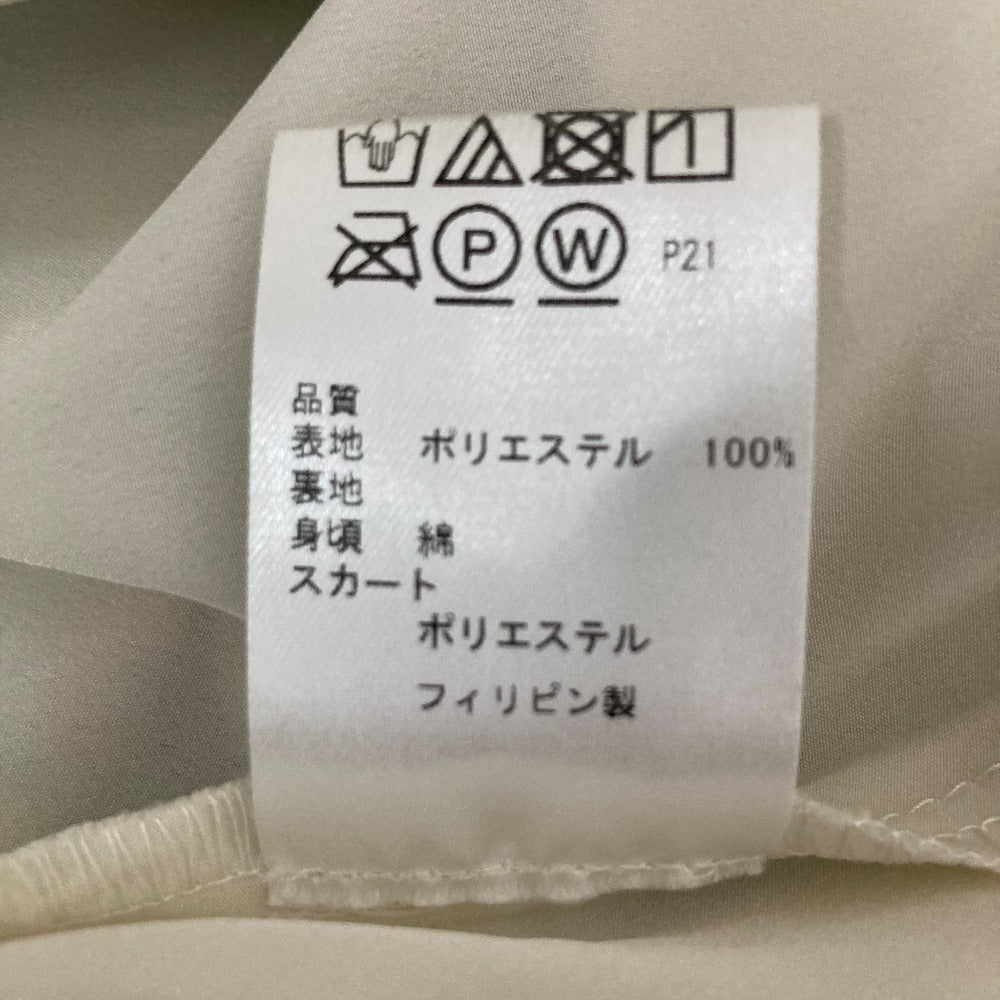 P W P21
品質
表地 ポリエステル 100%
裏地
身頃 綿
スカート
ポリエステル
フィリピン製